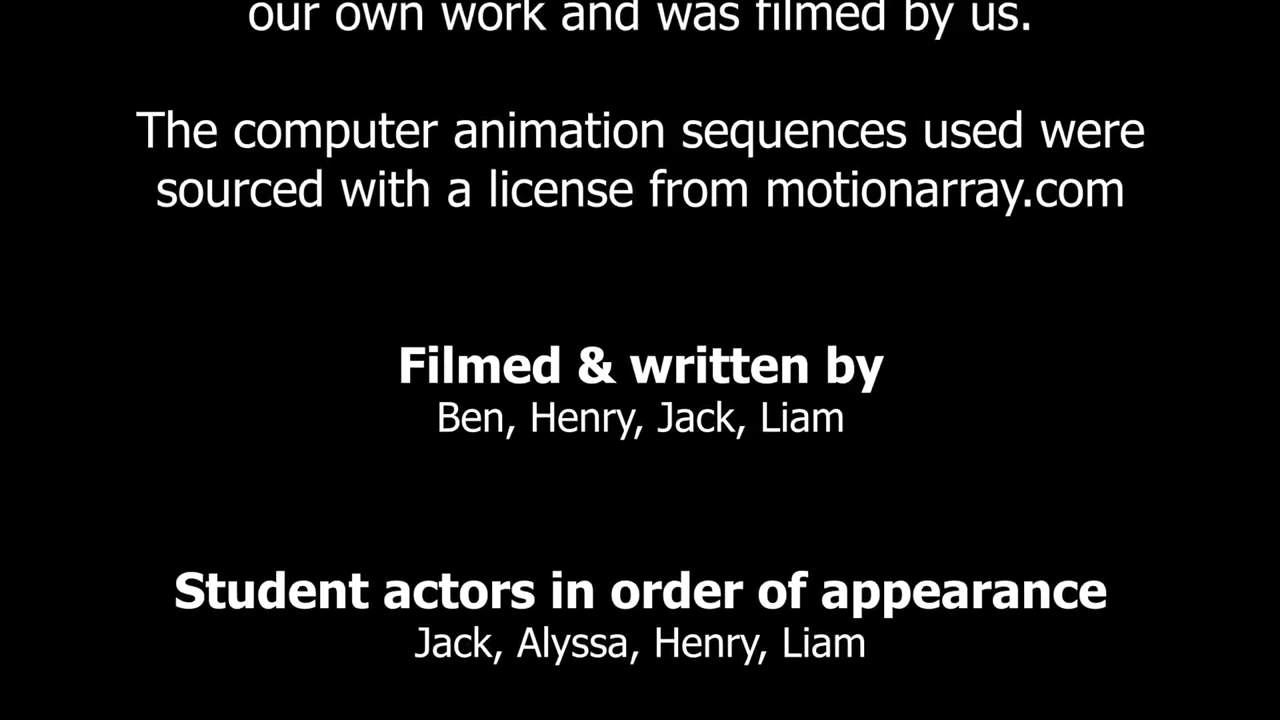 our own work and was filmed by us.
The computer animation sequences used were
sourced with a license from motionarray.com
Filmed & written by
Ben, Henry, Jack, Liam
Student actors in order of appearance
Jack, Alyssa, Henry, Liam